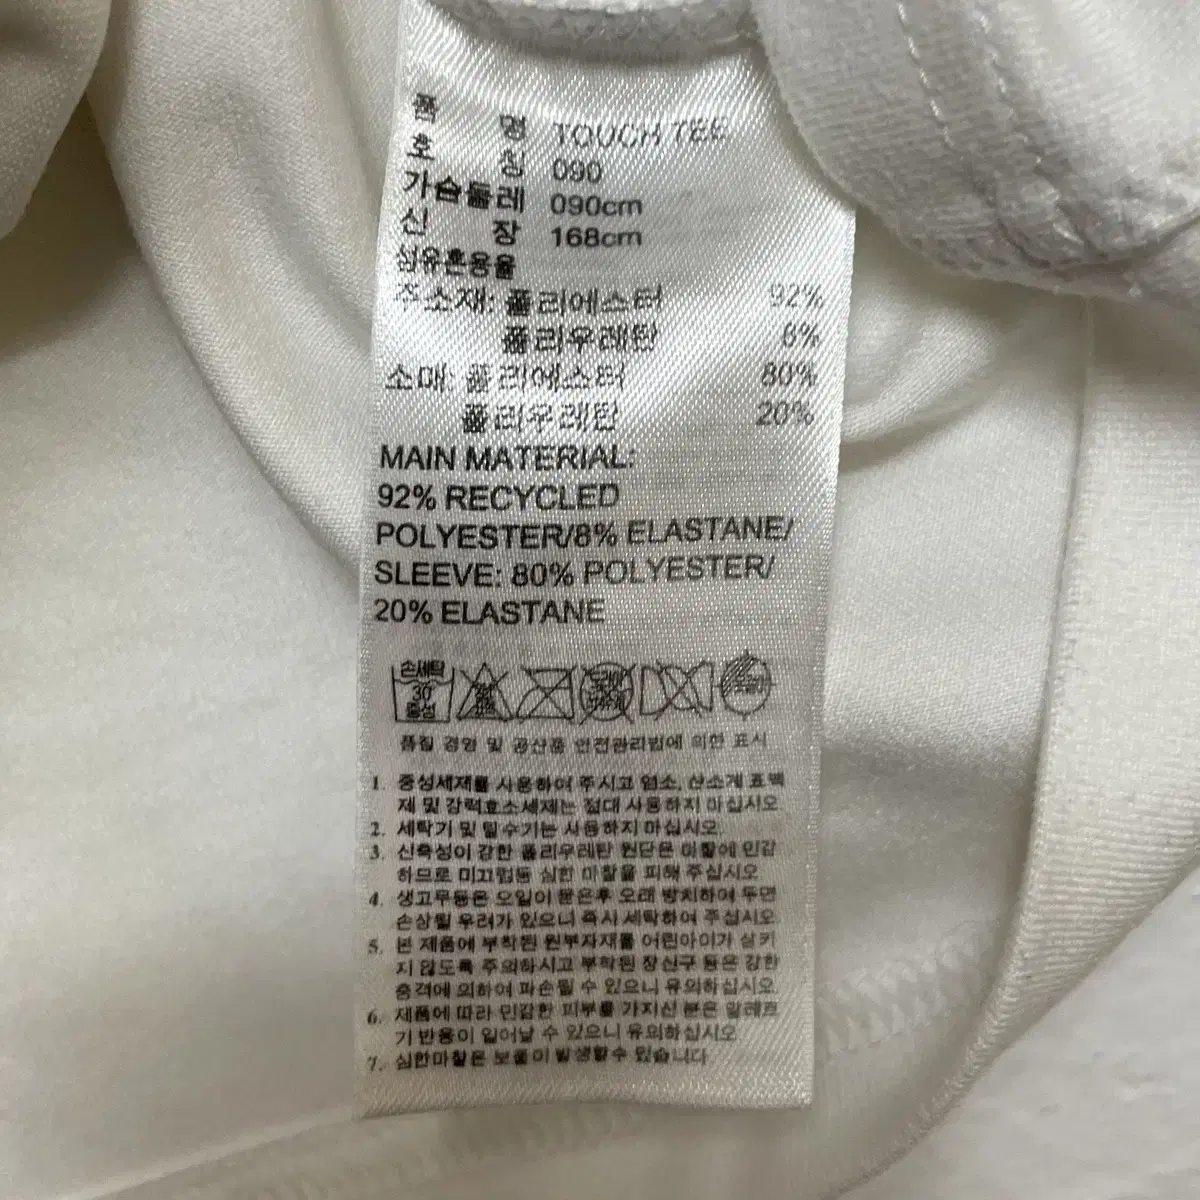 품 명 TOUCH TEE
호 칭 090
가슴둘레 090cm
신 장 168cm
섬유혼용율
주소재: 폴리에스터 92%
폴리우레탄 8%
소매: 폴리에스터 80%
폴리우레탄 20%
MAIN MATERIAL:
92% RECYCLED
POLYESTER/8% ELASTANE/
SLEEVE: 80% POLYESTER/
20% ELASTANE
손세탁
30
중성
품질 경영 및 공산품 안전관리법에 의한 표시
1. 중성세제를 사용하여 주시고 염소, 산소계 표백
제 및 강력효소세제는 절대 사용하지 마십시오
2. 세탁기 및 탈수기는 사용하지 마십시오.
3. 신축성이 강한 폴리우레탄 원단은 마찰에 민감
하므로 미끄럼등 심한 마찰을 피해 주십시오
4. 생고무등은 오일이 묻은후 오래 방치하여 두면
손상될 우려가 있으니 즉시 세탁하여 주십시오
5. 본 제품에 부착된 원부자재를 어린아이가 삼키
지 않도록 주의하시고 부착된 장신구 등은 강한
충격에 의하여 파손될 수 있으니 유의하십시오.
6. 제품에 따라 민감한 피부를 가지신 분은 알레르
기 반응이 일어날 수 있으니 유의하십시오
7. 심한마찰은 보풀이 발생할수 있습니다